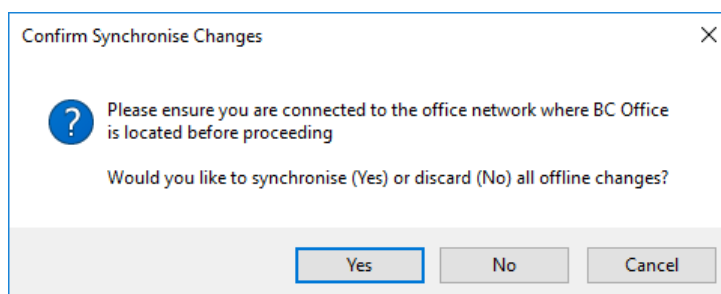 Confirm Synchronise Changes
Please ensure you are connected to the office network where BC Office
is located before proceeding
Would you like to synchronise (Yes) or discard (No) all offline changes?
Yes No Cancel